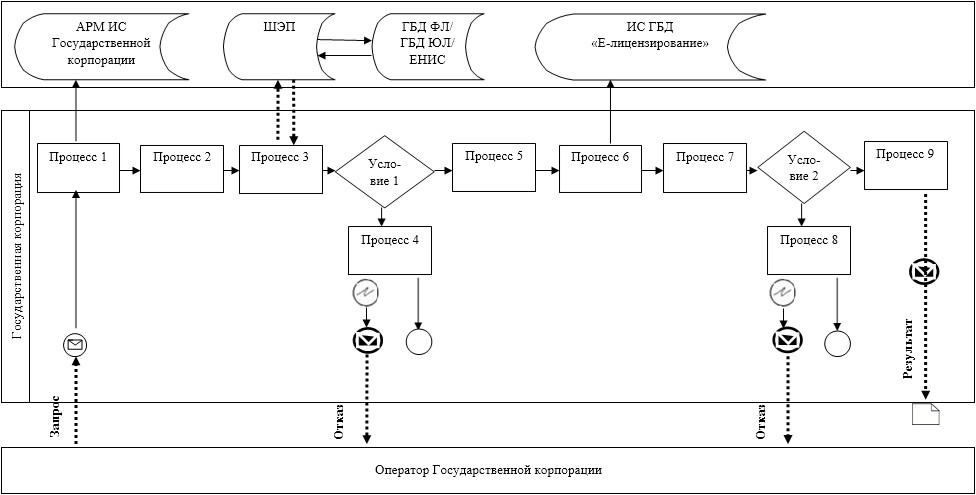 АРМ ИС
Государственной
корпорации
ШЭП
ГБД ФЛ/
ГБД ЮЛ/
ЕНИС
ИС ГБД
«Е-лицензирование»
Государственная корпорация
Процесс 1
Процесс 2
Процесс 3
Усло-
вие 1
Процесс 5
Процесс 6
Процесс 7
Усло-
вие 2
Процесс 9
Процесс 4
Процесс 8
Запрос
Отказ
Отказ
Результат
Оператор Государственной корпорации